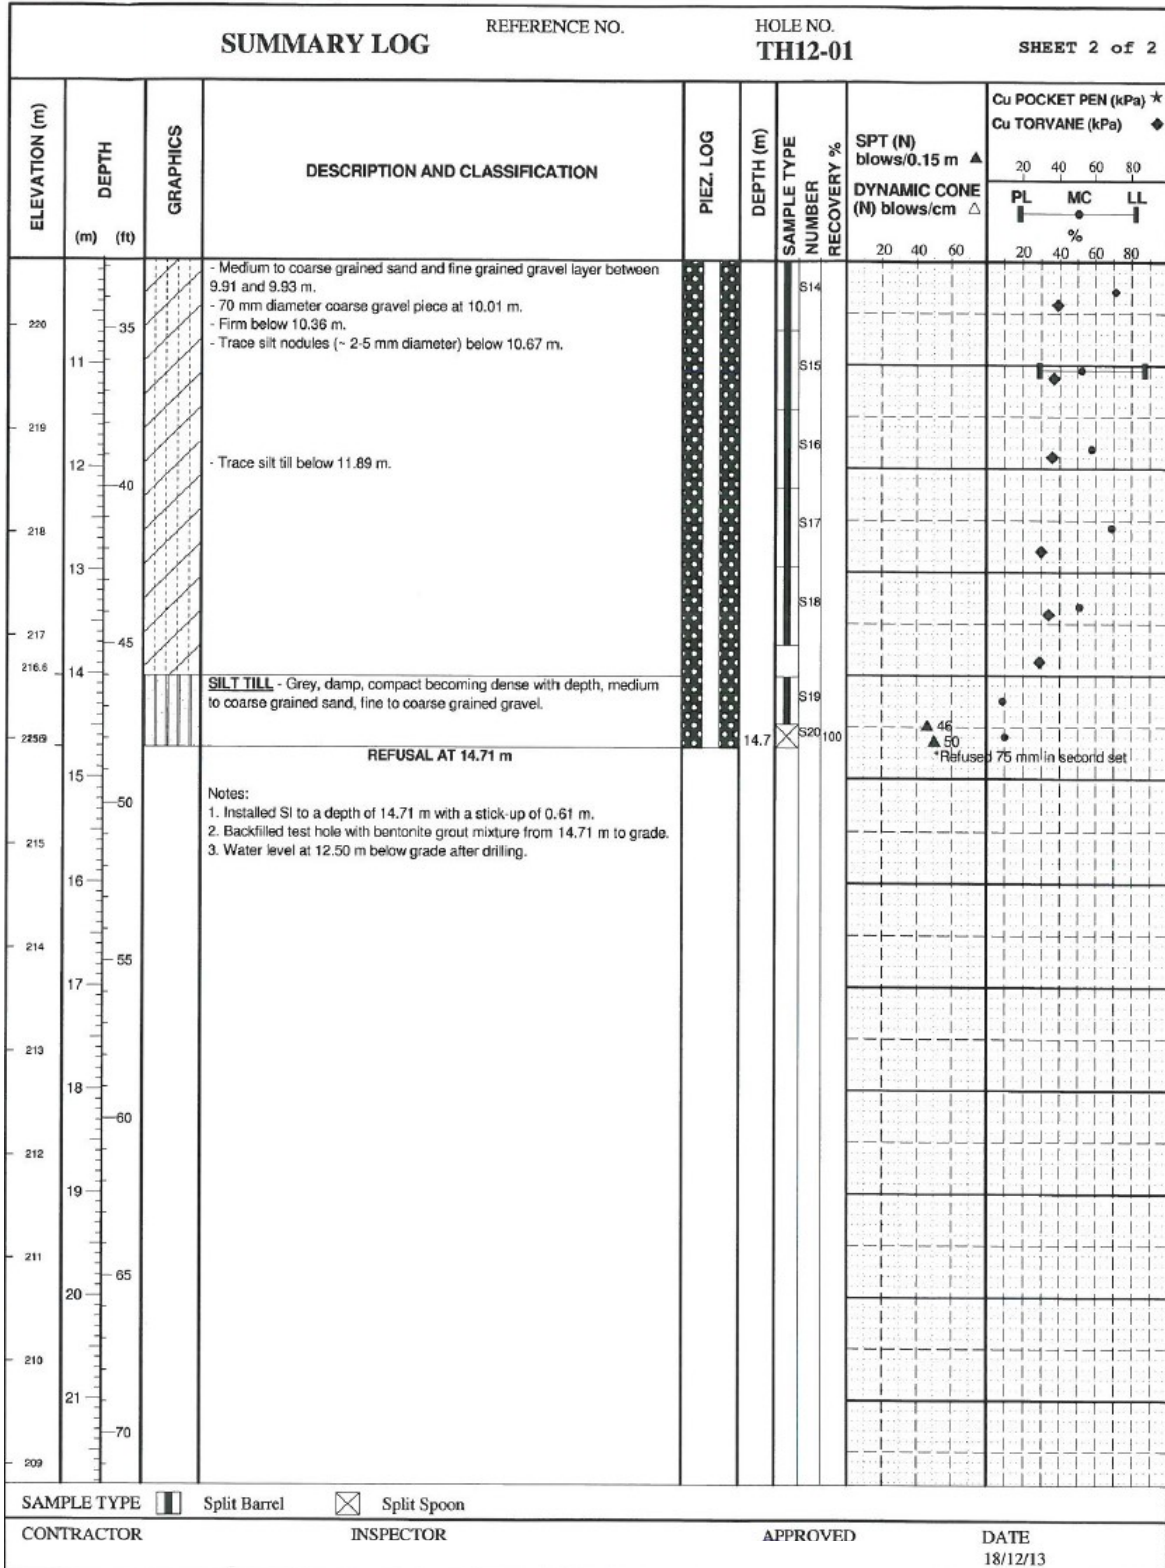 SUMMARY LOG
REFERENCE NO.
HOLE NO.
TH12-01
SHEET 2 of 2
ELEVATION (m)
DEPTH
(m) (ft)
GRAPHICS
DESCRIPTION AND CLASSIFICATION
PIEZ. LOG
DEPTH (m)
SAMPLE TYPE
NUMBER
RECOVERY %
SPT (N)
blows/0.15 m ▲
DYNAMIC CONE
(N) blows/cm △
20 40 60
Cu POCKET PEN (kPa) ★
Cu TORVANE (kPa) ◆
20 40 60 80
PL MC LL
%
20 40 60 80
- Medium to coarse grained sand and fine grained gravel layer between
9.91 and 9.93 m.
- 70 mm diameter coarse gravel piece at 10.01 m.
- Firm below 10.36 m.
- Trace silt nodules (~ 2-5 mm diameter) below 10.67 m.
- Trace silt till below 11.89 m.
SILT TILL - Grey, damp, compact becoming dense with depth, medium
to coarse grained sand, fine to coarse grained gravel.
REFUSAL AT 14.71 m
Notes:
1. Installed SI to a depth of 14.71 m with a stick-up of 0.61 m.
2. Backfilled test hole with bentonite grout mixture from 14.71 m to grade.
3. Water level at 12.50 m below grade after drilling.
220
219
218
217
216.6
215
214
213
212
211
210
209
11
12
13
14
15
16
17
18
19
20
21
35
40
45
50
55
60
65
70
14.7
S14
S15
S16
S17
S18
S19
S20 100
46
50
*Refused 75 mm in second set
SAMPLE TYPE Split Barrel Split Spoon
CONTRACTOR INSPECTOR APPROVED DATE
18/12/13